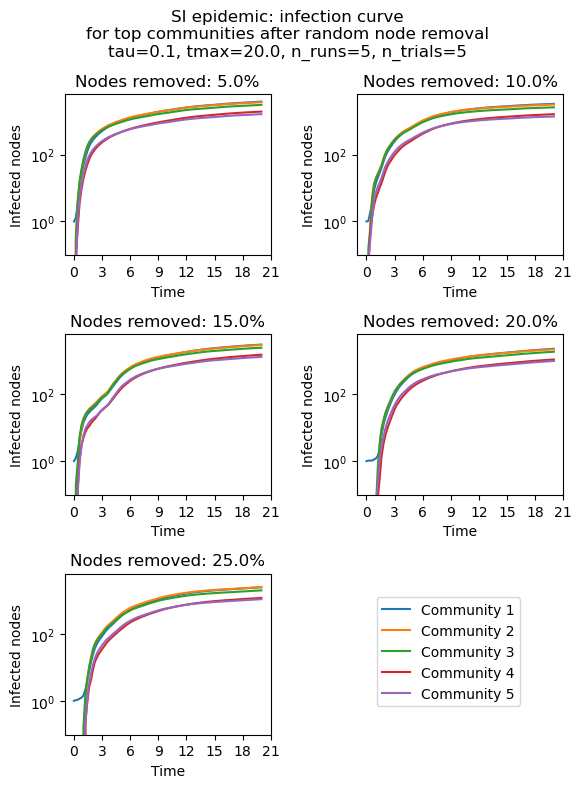 SI epidemic: infection curve
for top communities after random node removal
tau=0.1, tmax=20.0, n_runs=5, n_trials=5
Nodes removed: 5.0%
Infected nodes
10^2
10^0
0 3 6 9 12 15 18 21
Time
Nodes removed: 10.0%
Infected nodes
10^2
10^0
0 3 6 9 12 15 18 21
Time
Nodes removed: 15.0%
Infected nodes
10^2
10^0
0 3 6 9 12 15 18 21
Time
Nodes removed: 20.0%
Infected nodes
10^2
10^0
0 3 6 9 12 15 18 21
Time
Nodes removed: 25.0%
Infected nodes
10^2
10^0
0 3 6 9 12 15 18 21
Time
Community 1
Community 2
Community 3
Community 4
Community 5